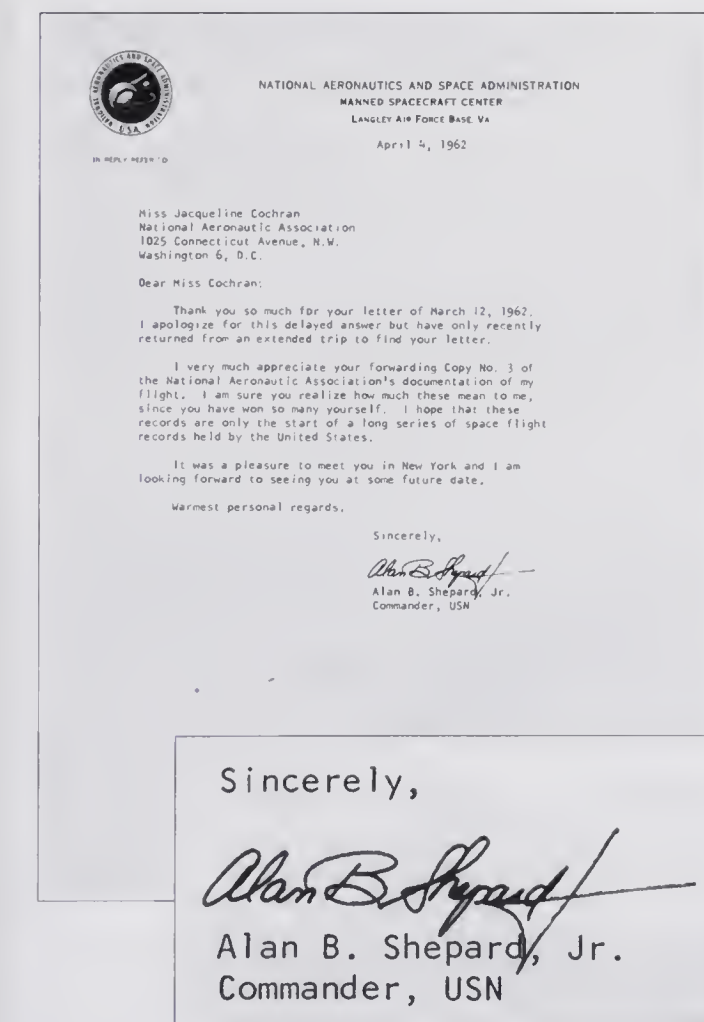 NATIONAL AERONAUTICS AND SPACE ADMINISTRATION
U.S.A.
NATIONAL AERONAUTICS AND SPACE ADMINISTRATION
MANNED SPACECRAFT CENTER
LANGLEY AIR FORCE BASE, VA
IN REPLY REFER TO
April 4, 1962
Miss Jacqueline Cochran
National Aeronautic Association
1025 Connecticut Avenue, N.W.
Washington 6, D.C.
Dear Miss Cochran:
Thank you so much for your letter of March 12, 1962.
I apologize for this delayed answer but have only recently
returned from an extended trip to find your letter.
I very much appreciate your forwarding Copy No. 3 of
the National Aeronautic Association's documentation of my
flight. I am sure you realize how much these mean to me,
since you have won so many yourself. I hope that these
records are only the start of a long series of space flight
records held by the United States.
It was a pleasure to meet you in New York and I am
looking forward to seeing you at some future date.
Warmest personal regards.
Sincerely,
Alan B. Shepard
Alan B. Shepard, Jr.
Commander, USN
Sincerely,
Alan B. Shepard
Alan B. Shepard, Jr.
Commander, USN